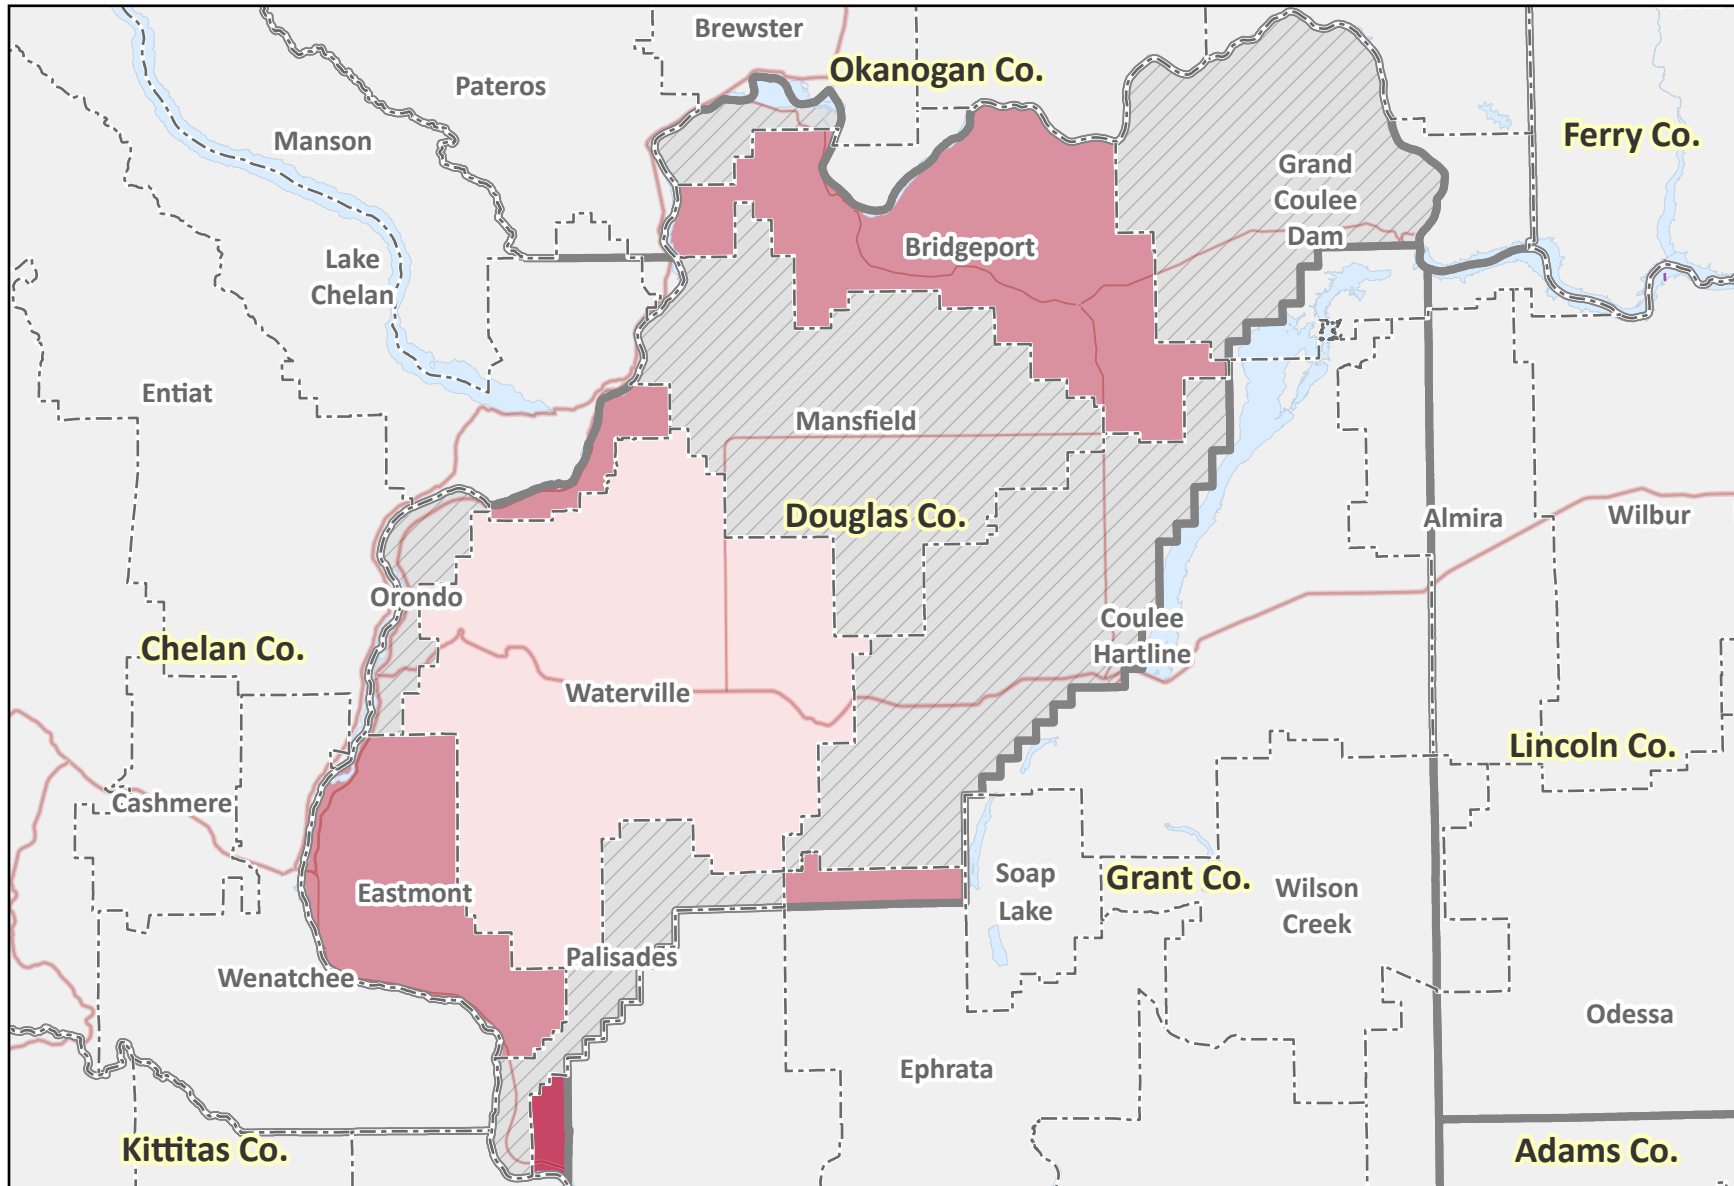 Brewster
Okanogan Co.
Pateros
Manson
Ferry Co.
Grand
Coulee
Dam
Bridgeport
Lake
Chelan
Entiat
Mansfield
Douglas Co.
Almira
Wilbur
Orondo
Coulee
Hartline
Chelan Co.
Waterville
Lincoln Co.
Cashmere
Eastmont
Soap
Lake
Grant Co.
Wilson
Creek
Palisades
Wenatchee
Odessa
Ephrata
Kittitas Co.
Adams Co.